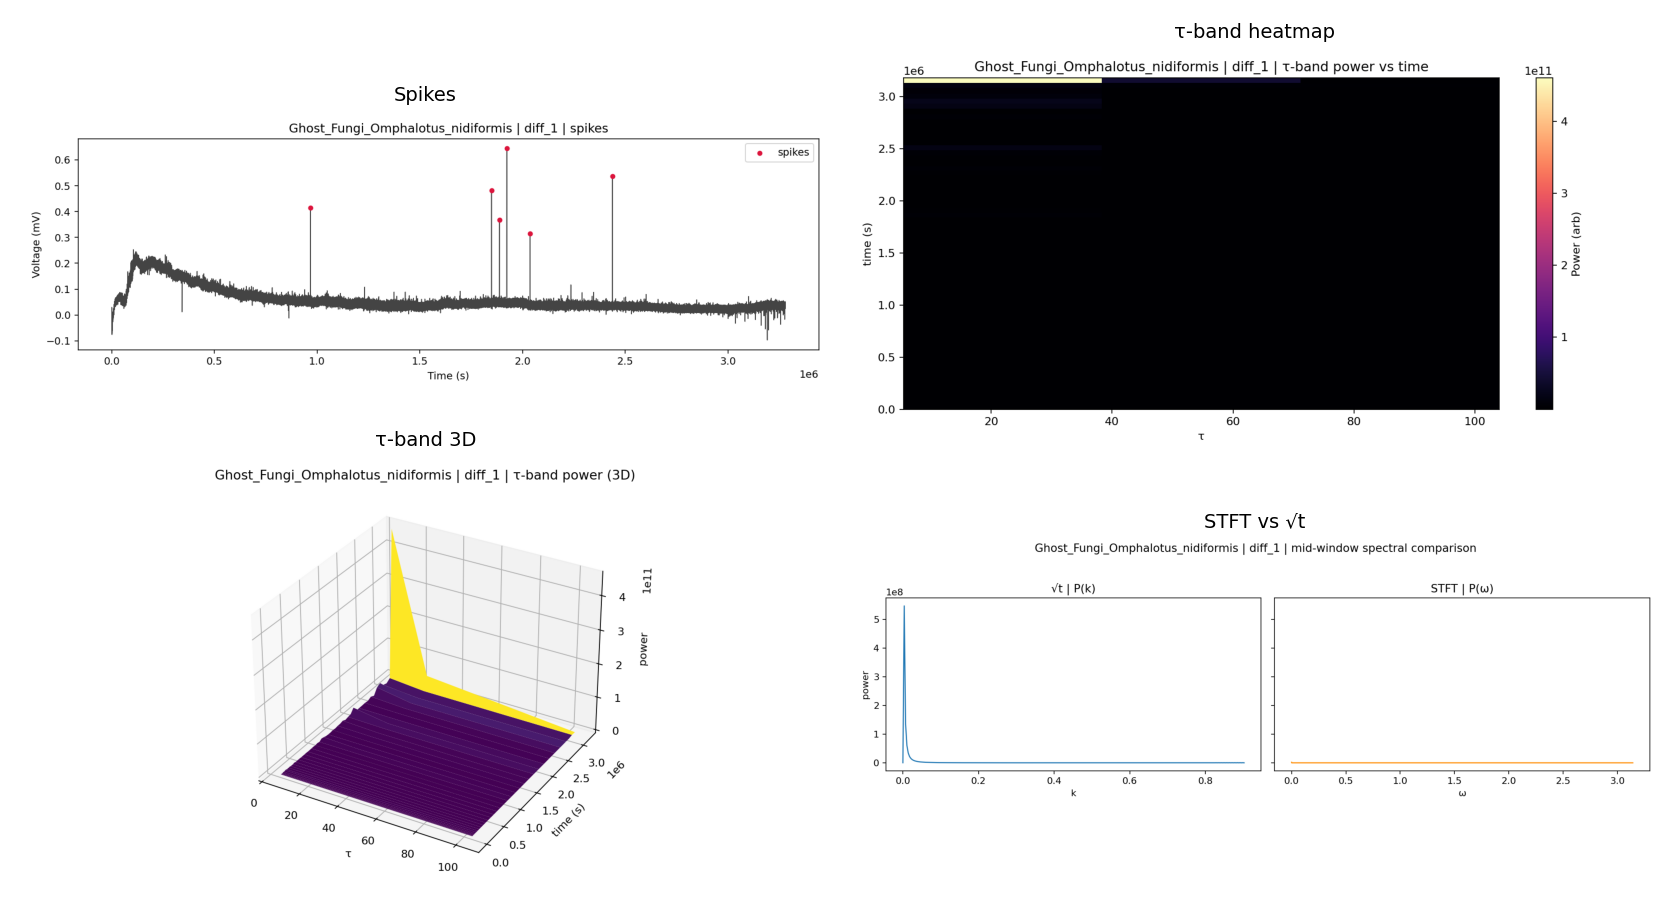 Spikes
Ghost_Fungi_Omphalotus_nidiformis | diff_1 | spikes
spikes
Voltage (mV)
0.6
0.5
0.4
0.3
0.2
0.1
0.0
−0.1
0.0 0.5 1.0 1.5 2.0 2.5 3.0
Time (s)
1e6
τ-band heatmap
Ghost_Fungi_Omphalotus_nidiformis | diff_1 | τ-band power vs time
1e6
1e11
time (s)
3.0
2.5
2.0
1.5
1.0
0.5
0.0
20 40 60 80 100
τ
4
3
2
1
Power (arb)
τ-band 3D
Ghost_Fungi_Omphalotus_nidiformis | diff_1 | τ-band power (3D)
1e11
4
3
2
1
0
power
0 20 40 60 80 100
τ
0.0 0.5 1.0 1.5 2.0 2.5 3.0
time (s)
1e6
STFT vs √t
Ghost_Fungi_Omphalotus_nidiformis | diff_1 | mid-window spectral comparison
√t | P(k)
1e8
power
5
4
3
2
1
0
0.0 0.2 0.4 0.6 0.8
k
STFT | P(ω)
0.0 0.5 1.0 1.5 2.0 2.5 3.0
ω